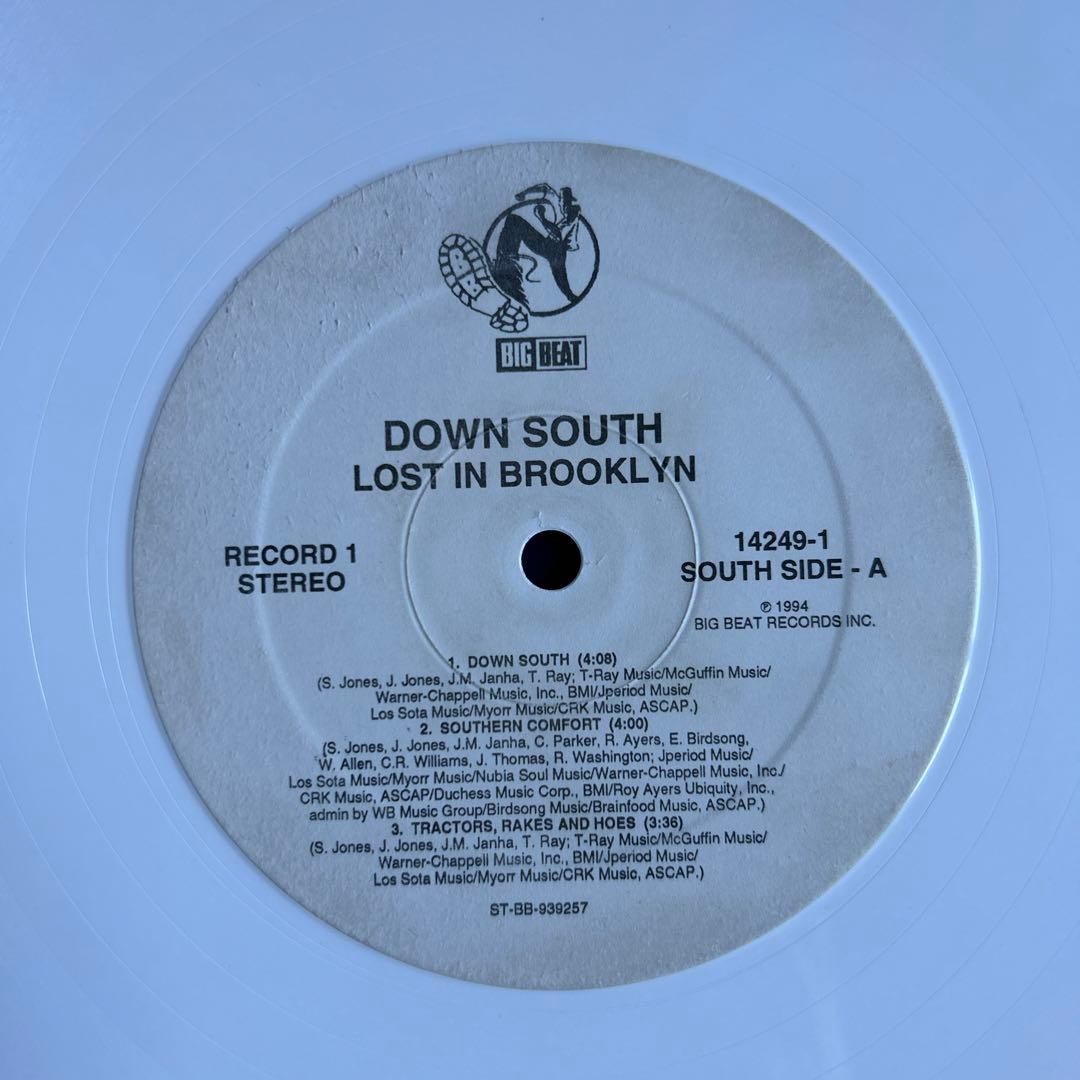 BIG BEAT
DOWN SOUTH
LOST IN BROOKLYN
RECORD 1
STEREO
14249-1
SOUTH SIDE - A
℗ 1994
BIG BEAT RECORDS INC.
1. DOWN SOUTH (4:08)
(S. Jones, J. Jones, J.M. Janha, T. Ray; T-Ray Music/McGuffin Music/
Warner-Chappell Music, Inc., BMI/Jperiod Music/
Los Sota Music/Myorr Music/CRK Music, ASCAP.)
2. SOUTHERN COMFORT (4:00)
(S. Jones, J. Jones, J.M. Janha, C. Parker, R. Ayers, E. Birdsong,
W. Allen, C.R. Williams, J. Thomas, R. Washington; Jperiod Music/
Los Sota Music/Myorr Music/Nubia Soul Music/Warner-Chappell Music, Inc./
CRK Music, ASCAP/Duchess Music Corp., BMI/Roy Ayers Ubiquity, Inc.,
admin by WB Music Group/Birdsong Music/Brainfood Music, ASCAP.)
3. TRACTORS, RAKES AND HOES (3:36)
(S. Jones, J. Jones, J.M. Janha, T. Ray; T-Ray Music/McGuffin Music/
Warner-Chappell Music, Inc., BMI/Jperiod Music/
Los Sota Music/Myorr Music/CRK Music, ASCAP.)
ST-BB-939257